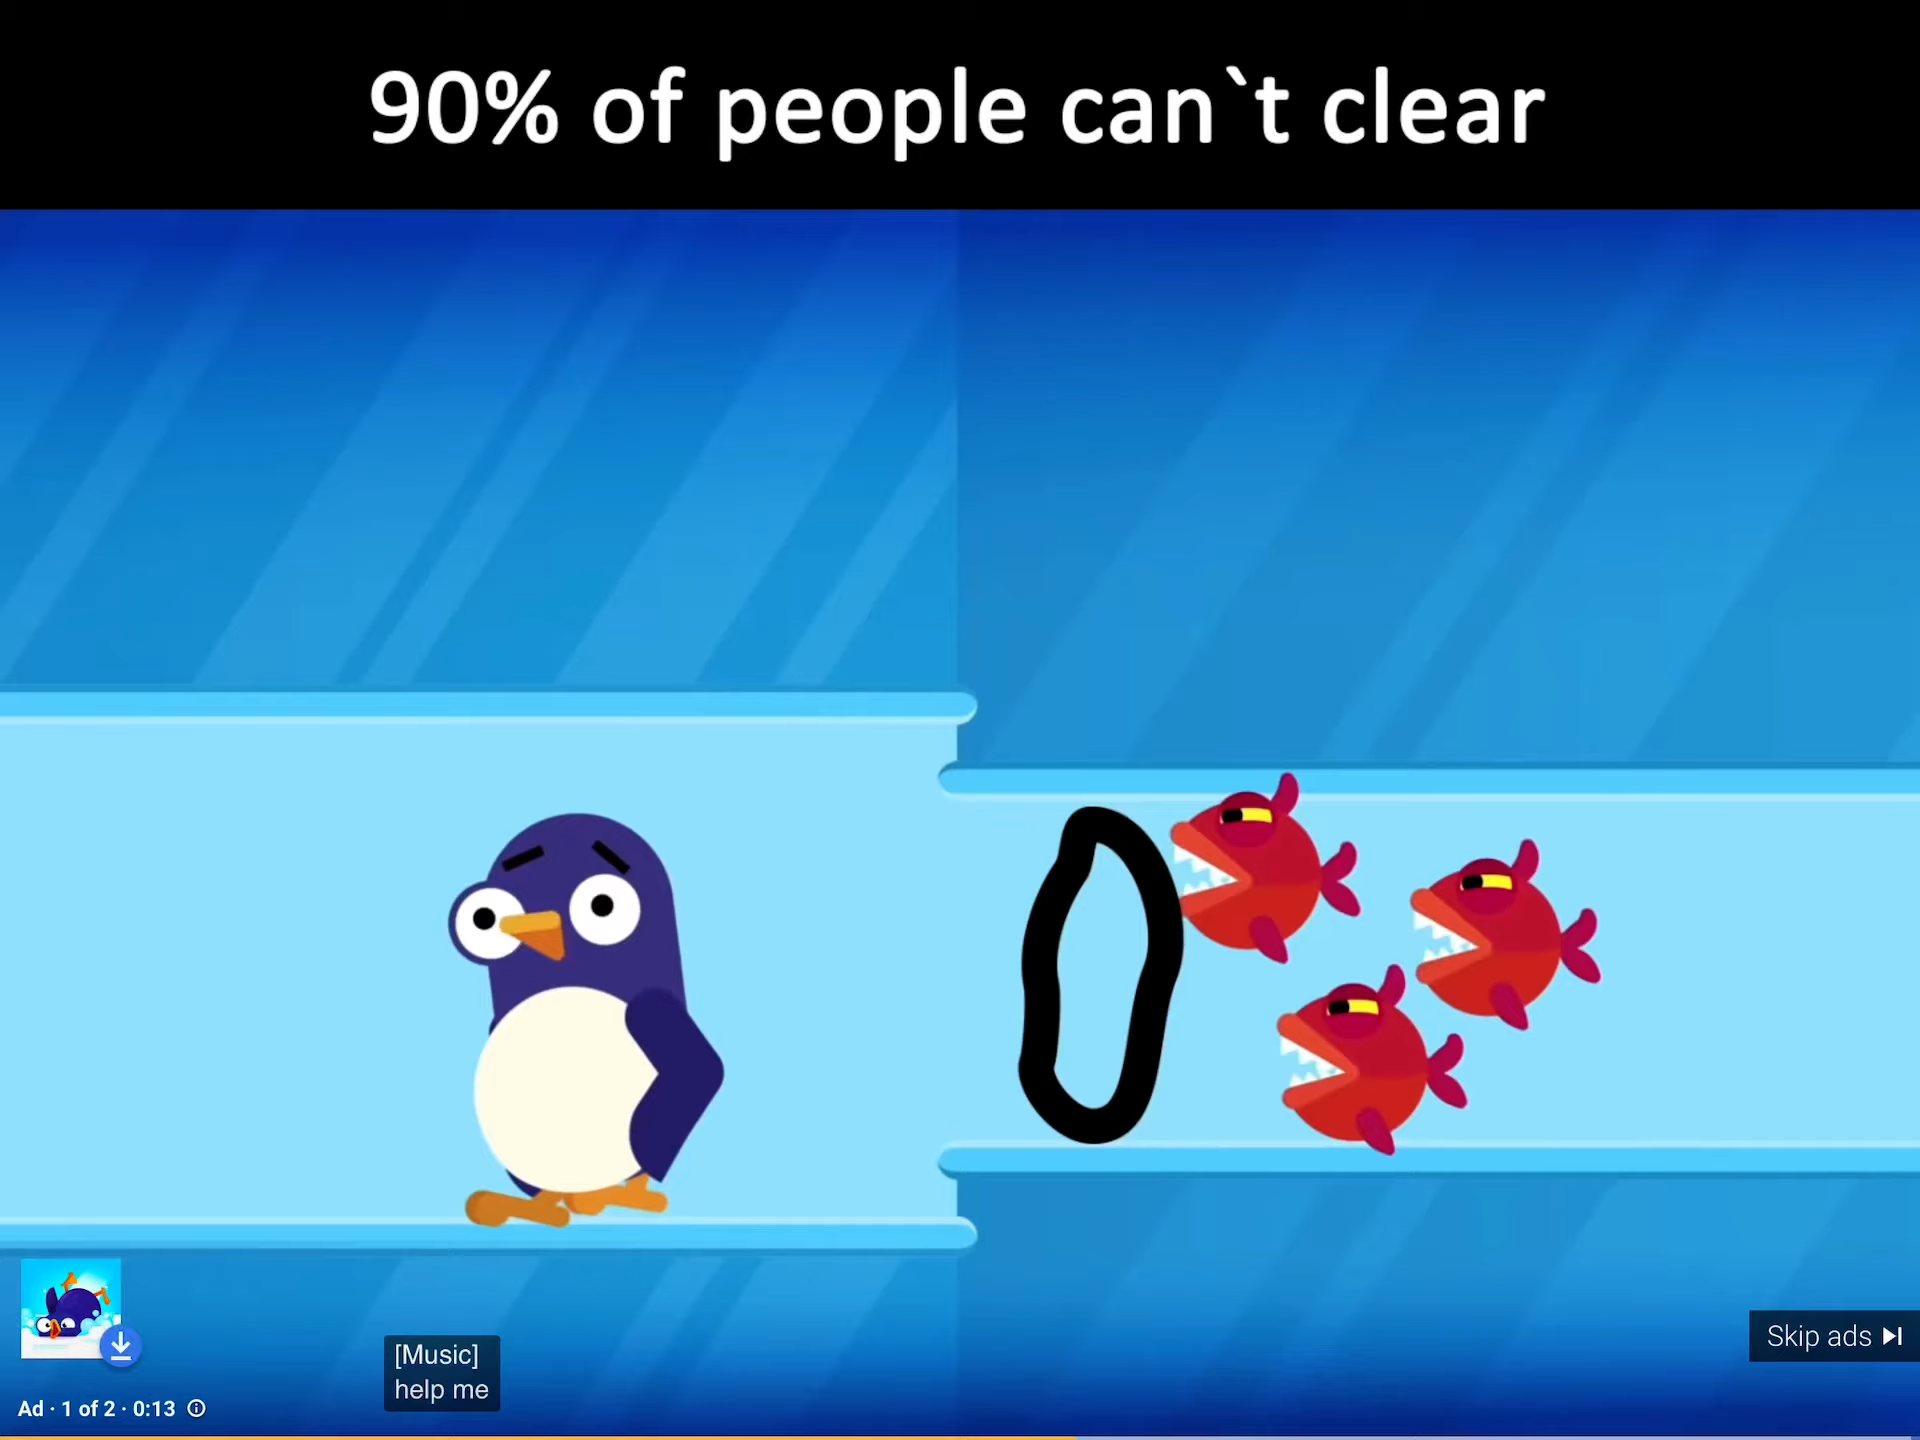 90% of people can`t clear
[Music]
help me
Skip ads
Ad · 1 of 2 · 0:13